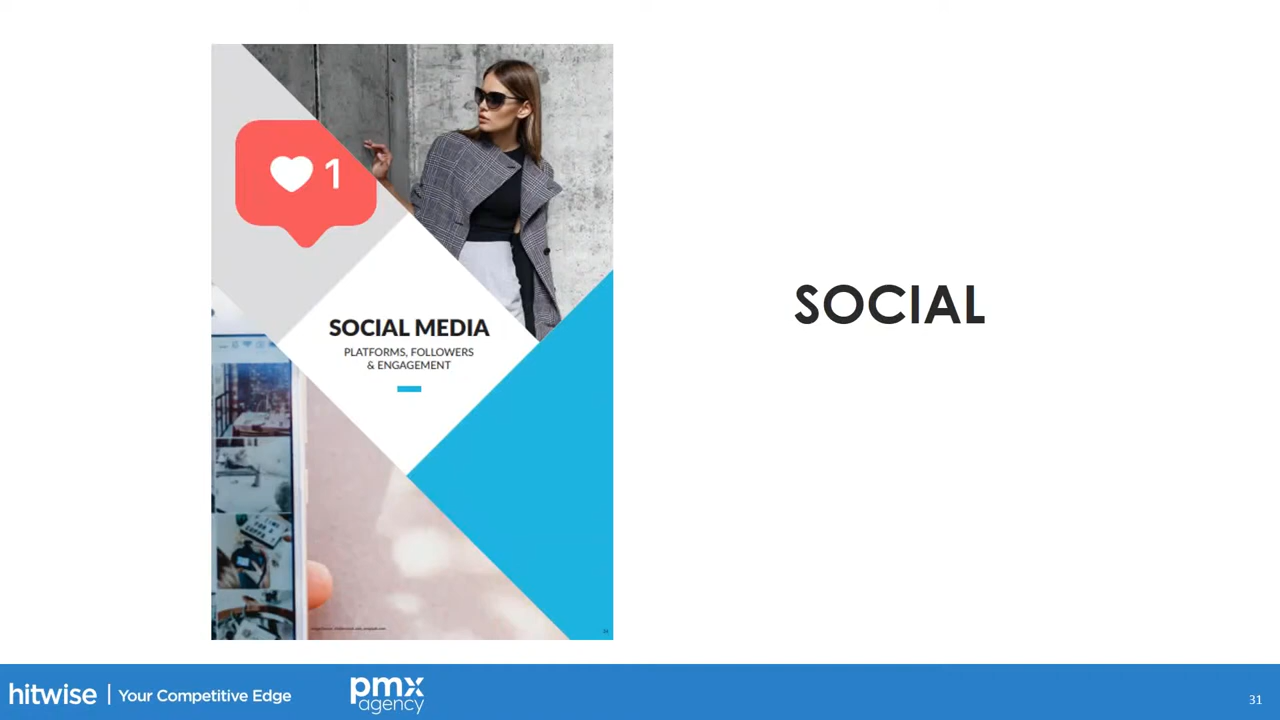 1
SOCIAL MEDIA
PLATFORMS, FOLLOWERS
& ENGAGEMENT
SOCIAL
hitwise | Your Competitive Edge
pmx
agency
31